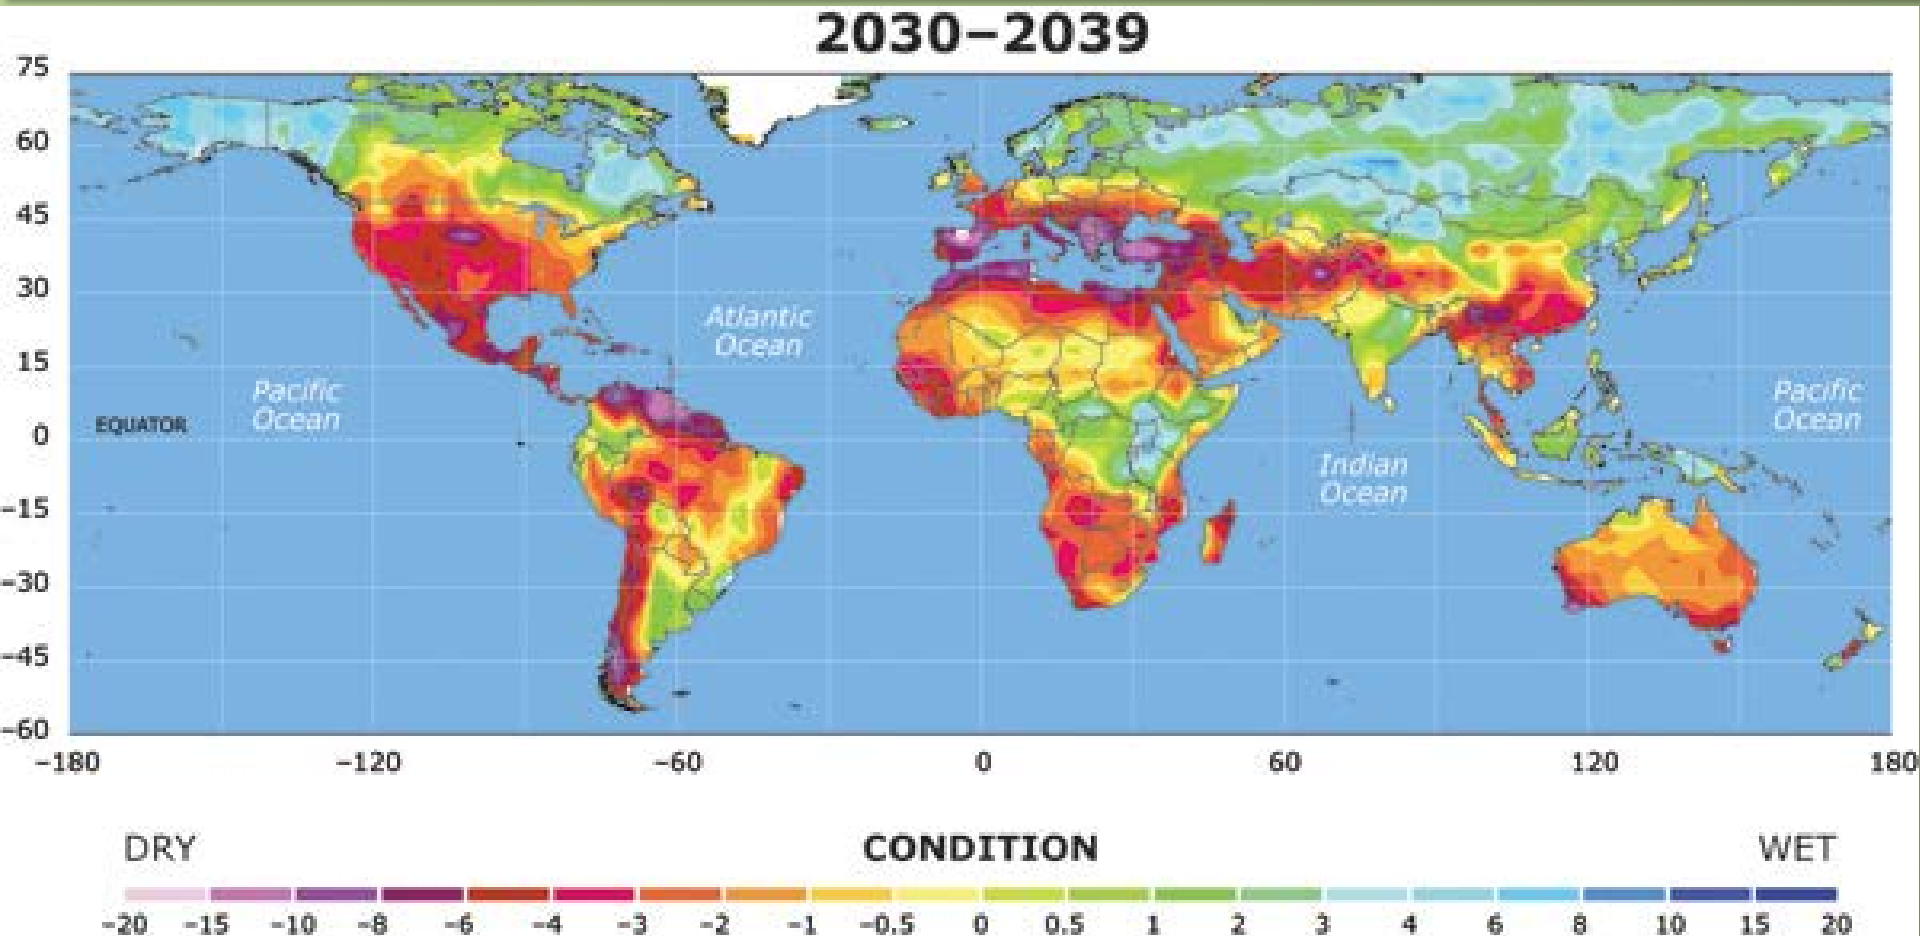 2030–2039
75
60
45
30
15
0
–15
–30
–45
–60
Atlantic
Ocean
Pacific
Ocean
EQUATOR
Pacific
Ocean
Indian
Ocean
–180 –120 –60 0 60 120 180
DRY CONDITION WET
–20 –15 –10 –8 –6 –4 –3 –2 –1 –0.5 0 0.5 1 2 3 4 6 8 10 15 20